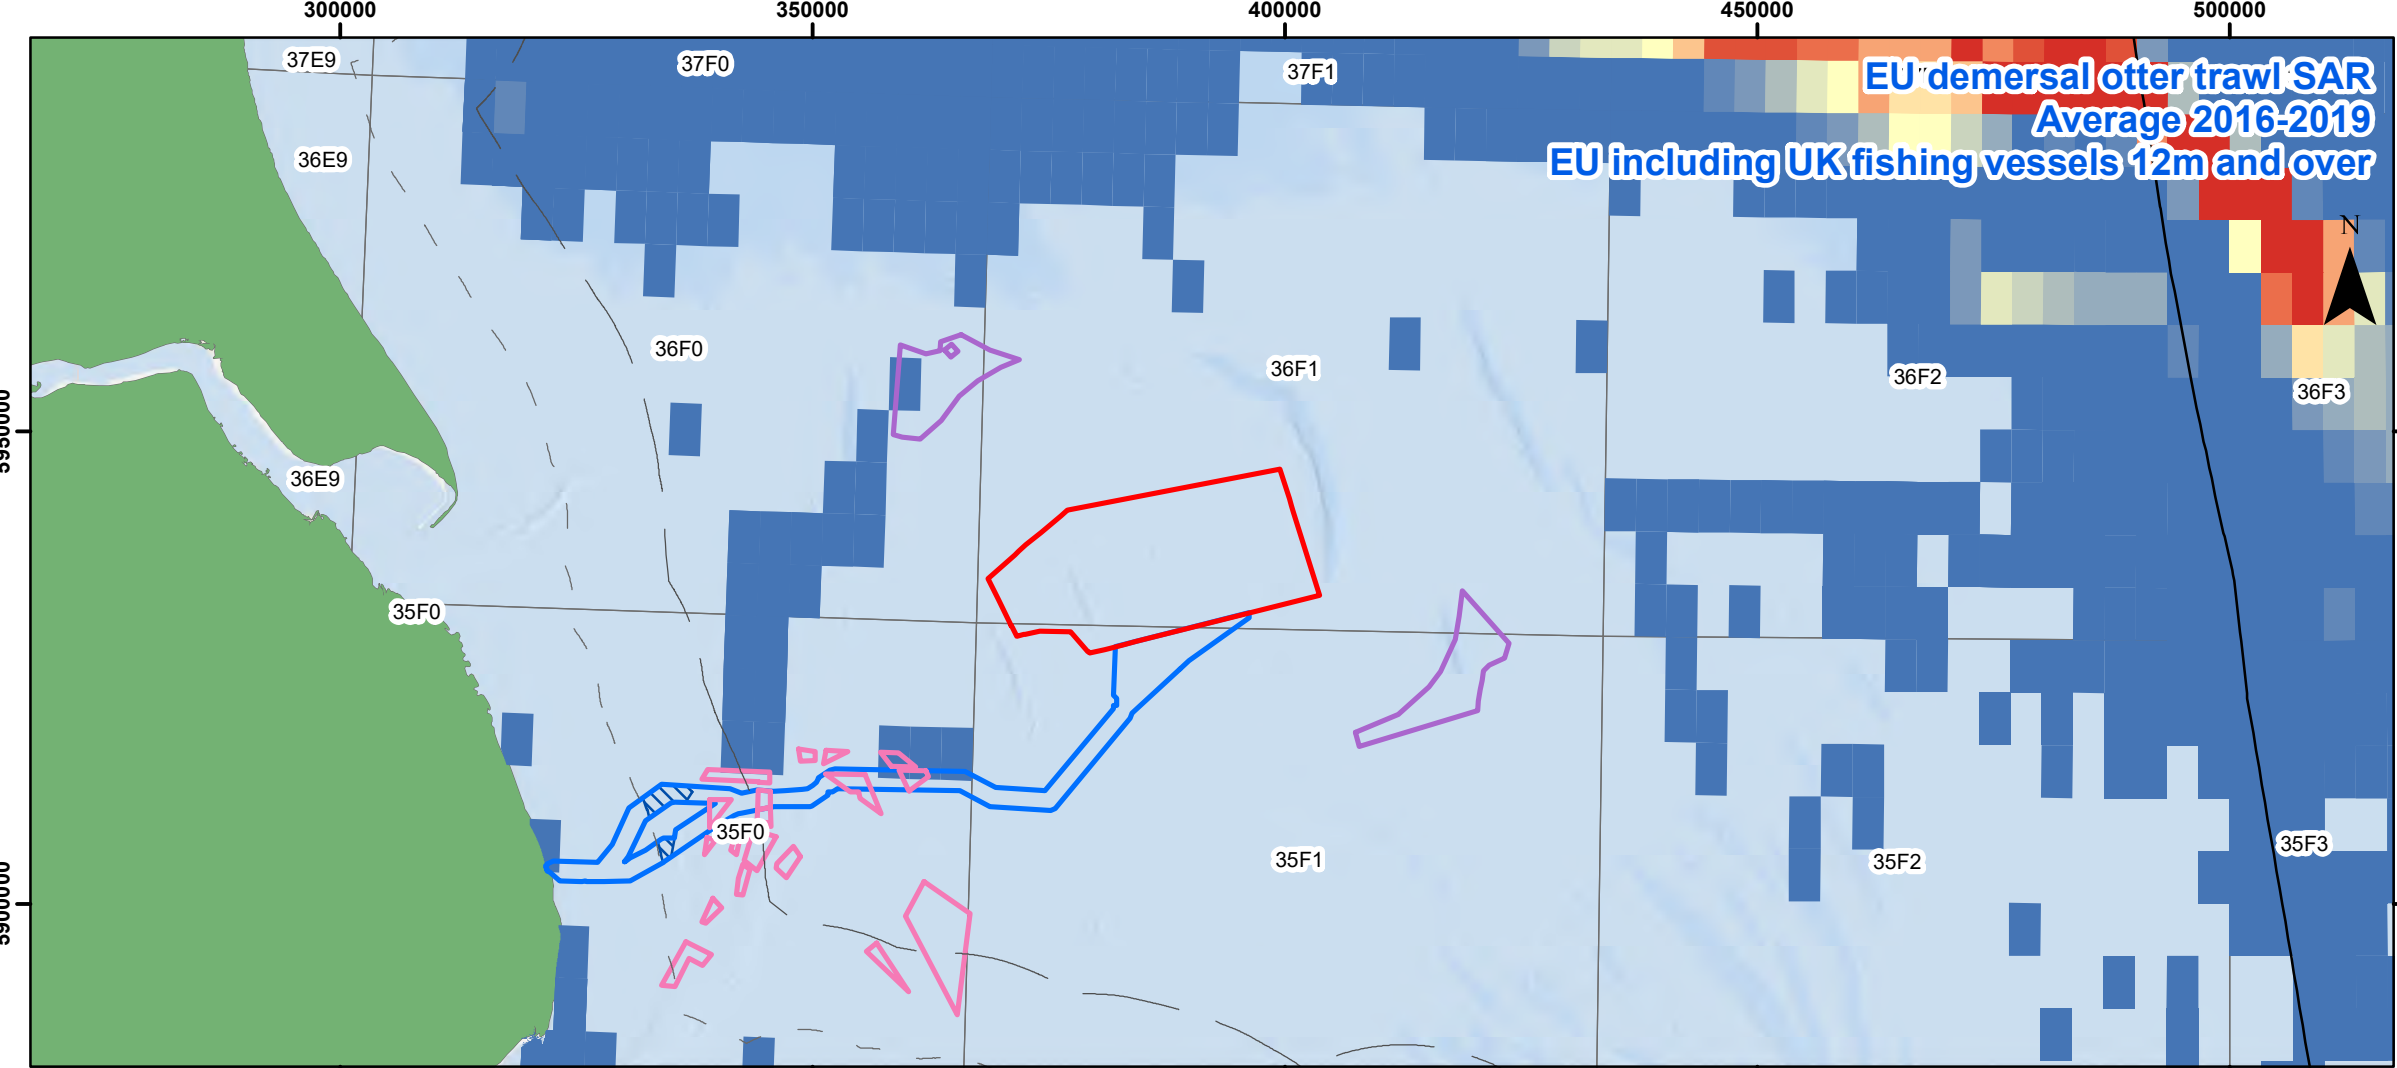 300000 350000 400000 450000 500000
37E9 37F0 37F1
EU demersal otter trawl SAR
Average 2016-2019
EU including UK fishing vessels 12m and over
36E9
N
36F0 36F1 36F2 36F3
36E9
35F0
35F0 35F1 35F2 35F3